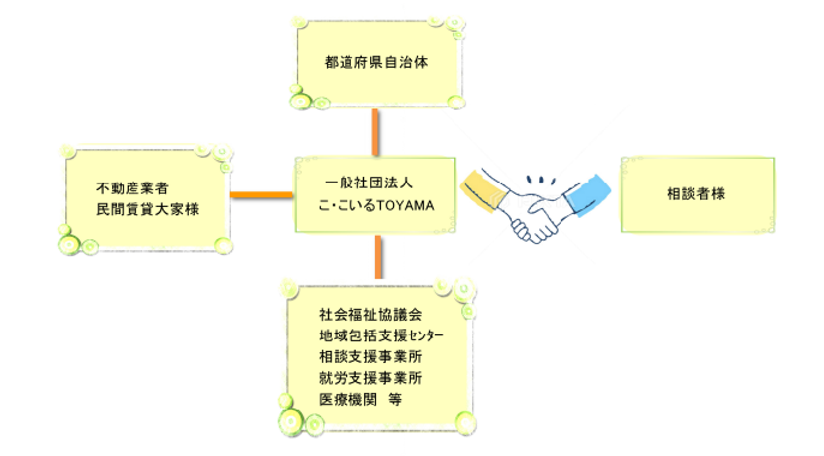 都道府県自治体
不動産業者
民間賃貸大家様
一般社団法人
こ・こいるTOYAMA
相談者様
社会福祉協議会
地域包括支援ｾﾝﾀｰ
相談支援事業所
就労支援事業所
医療機関　等